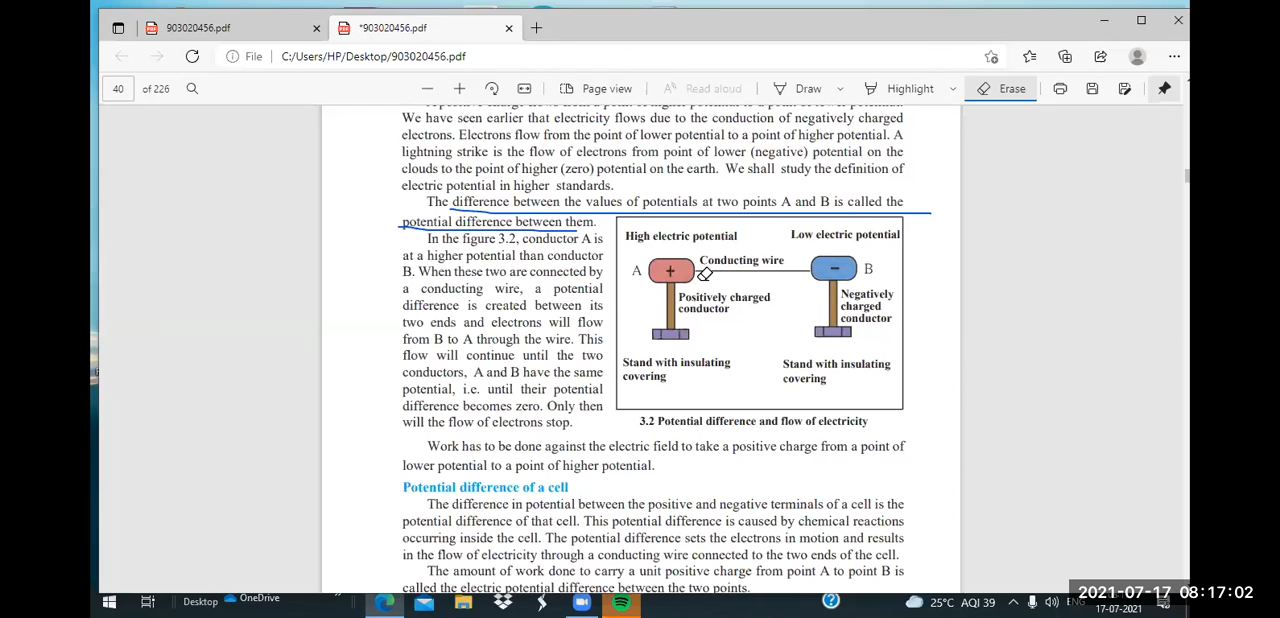 903020456.pdf
*903020456.pdf
File C:/Users/HP/Desktop/903020456.pdf
40 of 226 Page view Read aloud Draw Highlight Erase
We have seen earlier that electricity flows due to the conduction of negatively charged
electrons. Electrons flow from the point of lower potential to a point of higher potential. A
lightning strike is the flow of electrons from point of lower (negative) potential on the
clouds to the point of higher (zero) potential on the earth. We shall study the definition of
electric potential in higher standards.
The difference between the values of potentials at two points A and B is called the
potential difference between them.
In the figure 3.2, conductor A is
at a higher potential than conductor
B. When these two are connected by
a conducting wire, a potential
difference is created between its
two ends and electrons will flow
from B to A through the wire. This
flow will continue until the two
conductors, A and B have the same
potential, i.e. until their potential
difference becomes zero. Only then
will the flow of electrons stop.
High electric potential
Low electric potential
Conducting wire
A + - B
Positively charged
conductor
Negatively
charged
conductor
Stand with insulating
covering
Stand with insulating
covering
3.2 Potential difference and flow of electricity
Work has to be done against the electric field to take a positive charge from a point of
lower potential to a point of higher potential.
Potential difference of a cell
The difference in potential between the positive and negative terminals of a cell is the
potential difference of that cell. This potential difference is caused by chemical reactions
occurring inside the cell. The potential difference sets the electrons in motion and results
in the flow of electricity through a conducting wire connected to the two ends of the cell.
The amount of work done to carry a unit positive charge from point A to point B is
called the electric potential difference between the two points.
Desktop OneDrive 25°C AQI 39 ENG
2021-07-17 08:17:02
17-07-2021